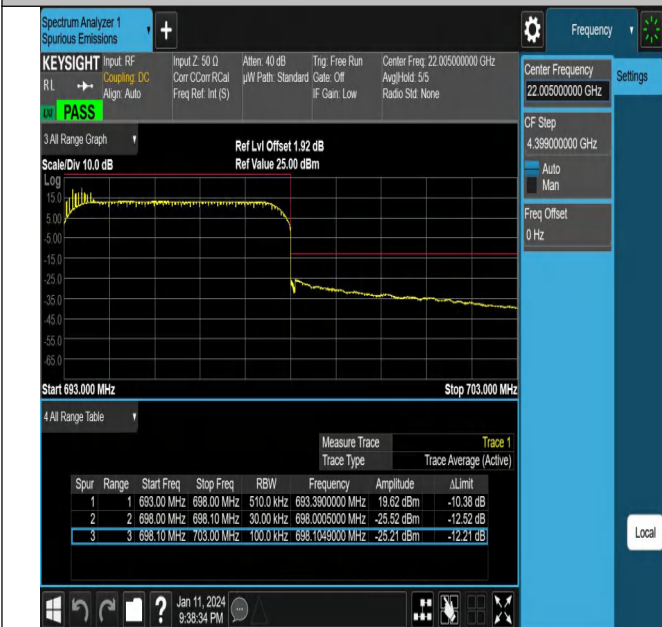 Spectrum Analyzer 1
Spurious Emissions
Frequency
KEYSIGHT
RL
PASS
Input: RF
Coupling: DC
Align: Auto
Input Z: 50 Ω
Corr CCorr RCal
Freq Ref: Int (S)
Atten: 40 dB
µW Path: Standard
Trig: Free Run
Gate: Off
IF Gain: Low
Center Freq: 22.005000000 GHz
Avg|Hold: 5/5
Radio Std: None
3 All Range Graph
Scale/Div 10.0 dB
Ref Lvl Offset 1.92 dB
Ref Value 25.00 dBm
Log
15.0
5.00
-5.00
-15.0
-25.0
-35.0
-45.0
-55.0
-65.0
Start 693.000 MHz
Stop 703.000 MHz
4 All Range Table
Measure Trace Trace 1
Trace Type Trace Average (Active)
Spur Range Start Freq Stop Freq RBW Frequency Amplitude ΔLimit
1 1 693.00 MHz 698.00 MHz 510.0 kHz 693.3900000 MHz 19.62 dBm -10.38 dB
2 2 698.00 MHz 698.10 MHz 30.00 kHz 698.0005000 MHz -25.52 dBm -12.52 dB
3 3 698.10 MHz 703.00 MHz 100.0 kHz 698.1049000 MHz -25.21 dBm -12.21 dB
Jan 11, 2024
9:38:34 PM
Center Frequency
22.005000000 GHz
CF Step
4.399000000 GHz
Auto
Man
Freq Offset
0 Hz
Settings
Local